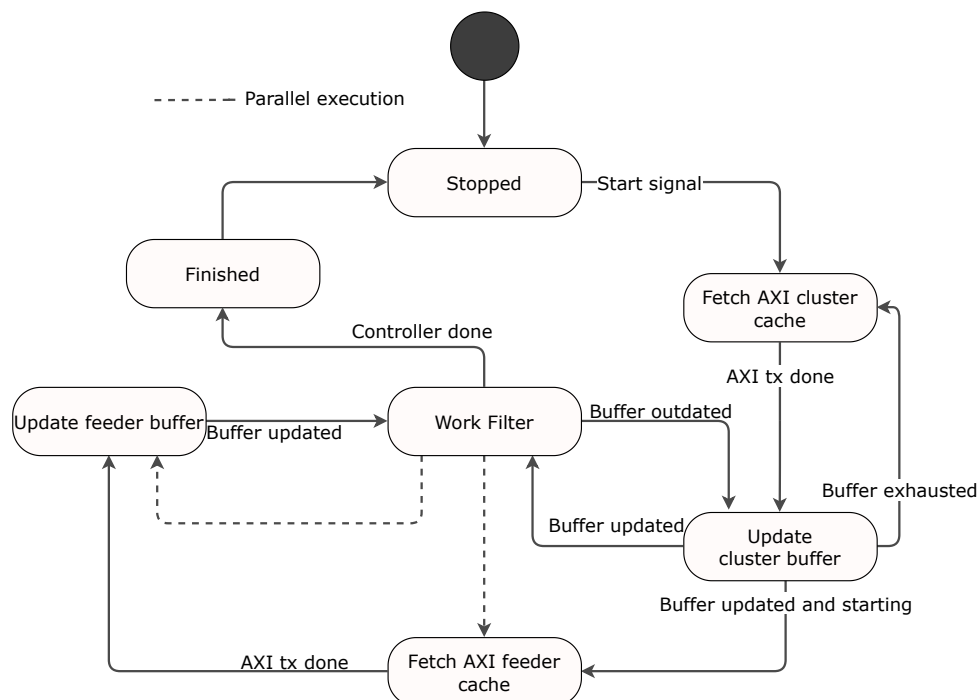 Parallel execution
Stopped
Start signal
Finished
Fetch AXI cluster
cache
Controller done
AXI tx done
Update feeder buffer
Buffer updated
Work Filter
Buffer outdated
Buffer exhausted
Buffer updated
Update
cluster buffer
Buffer updated and starting
AXI tx done
Fetch AXI feeder
cache